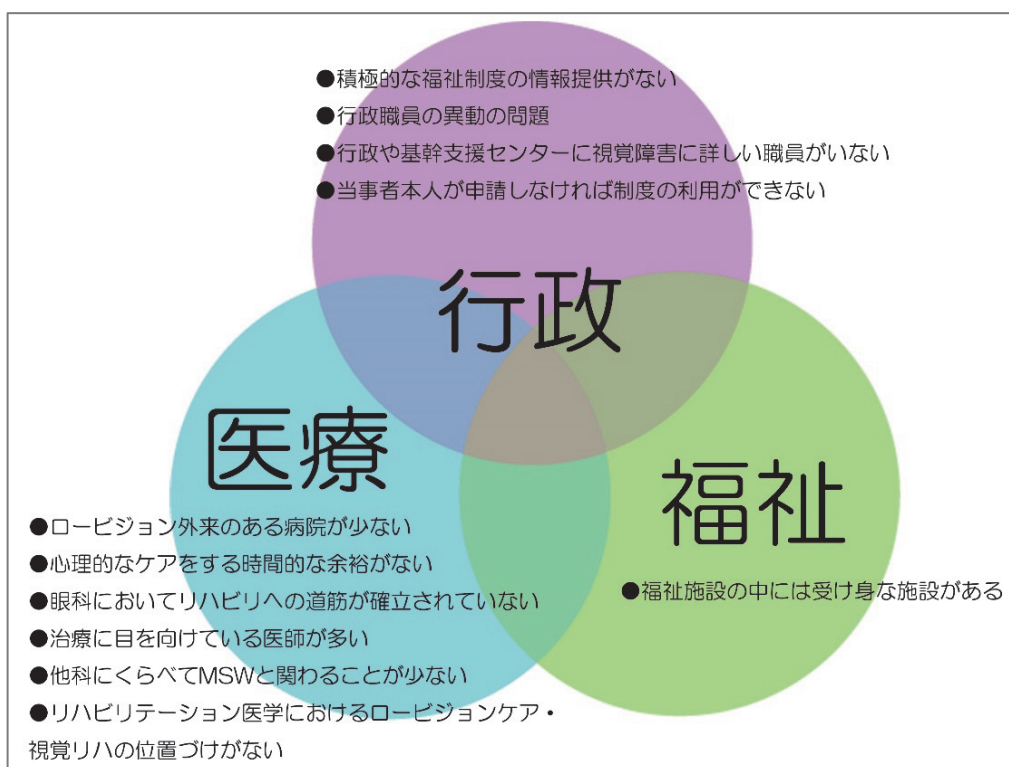 ●積極的な福祉制度の情報提供がない
●行政職員の異動の問題
●行政や基幹支援センターに視覚障害に詳しい職員がいない
●当事者本人が申請しなければ制度の利用ができない
行政
医療
●ロービジョン外来のある病院が少ない
●心理的なケアをする時間的な余裕がない
●眼科においてリハビリへの道筋が確立されていない
●治療に目を向けている医師が多い
●他科にくらべてMSWと関わることが少ない
●リハビリテーション医学におけるロービジョンケア・
視覚リハの位置づけがない
福祉
●福祉施設の中には受け身な施設がある